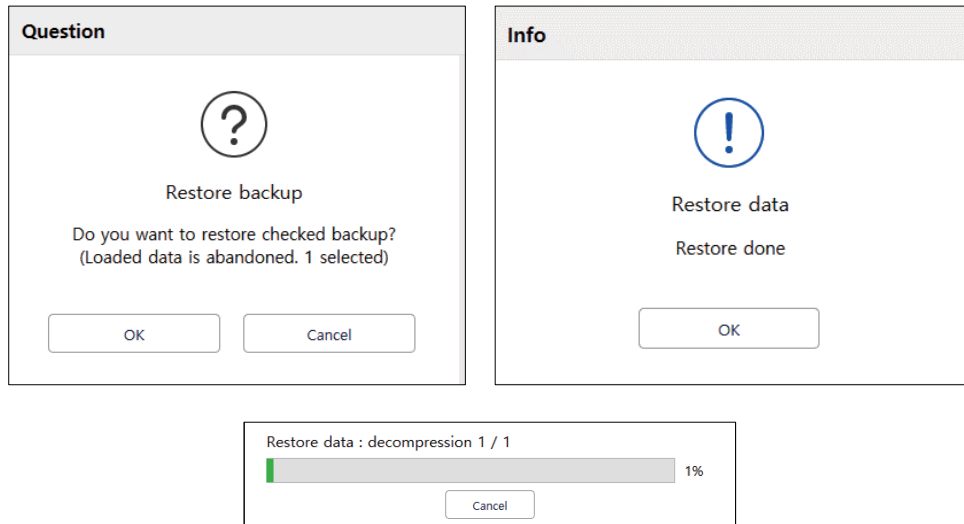 Question
Restore backup
Do you want to restore checked backup?
(Loaded data is abandoned. 1 selected)
OK
Cancel
Info
Restore data
Restore done
OK
Restore data : decompression 1 / 1
1%
Cancel